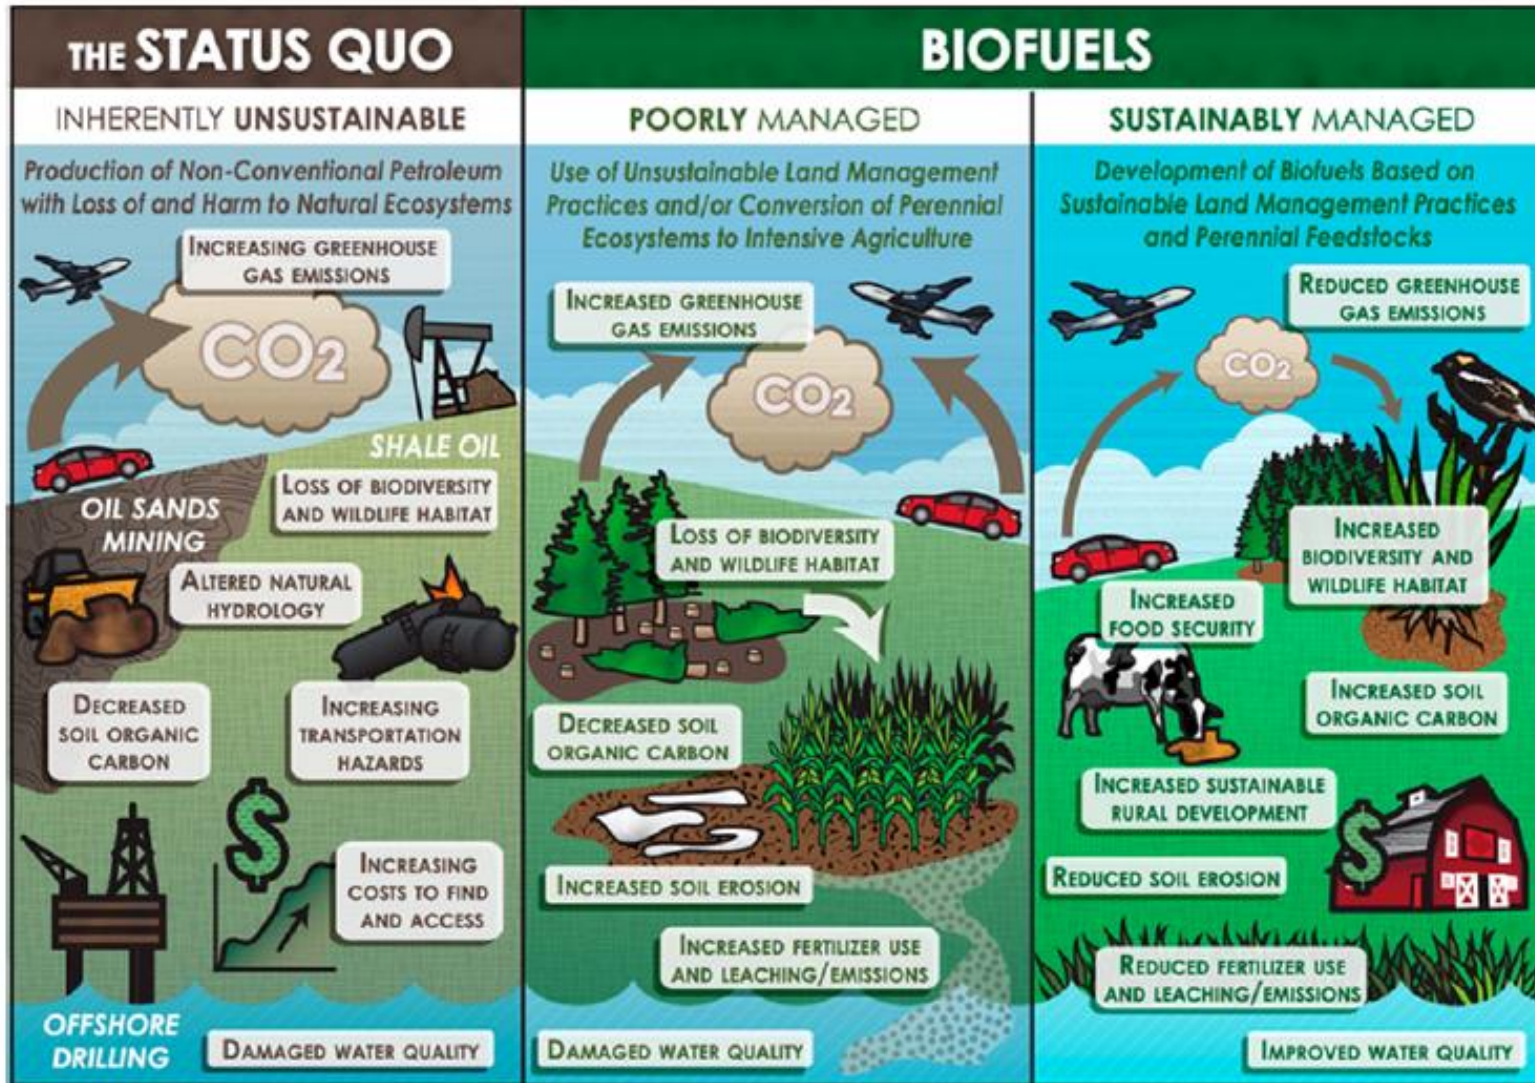 THE STATUS QUO
INHERENTLY UNSUSTAINABLE
Production of Non-Conventional Petroleum
with Loss of and Harm to Natural Ecosystems
INCREASING GREENHOUSE
GAS EMISSIONS
CO2
SHALE OIL
LOSS OF BIODIVERSITY
AND WILDLIFE HABITAT
OIL SANDS
MINING
ALTERED NATURAL
HYDROLOGY
DECREASED
SOIL ORGANIC
CARBON
INCREASING
TRANSPORTATION
HAZARDS
$
INCREASING
COSTS TO FIND
AND ACCESS
OFFSHORE
DRILLING
DAMAGED WATER QUALITY
BIOFUELS
POORLY MANAGED
Use of Unsustainable Land Management
Practices and/or Conversion of Perennial
Ecosystems to Intensive Agriculture
INCREASED GREENHOUSE
GAS EMISSIONS
CO2
LOSS OF BIODIVERSITY
AND WILDLIFE HABITAT
DECREASED SOIL
ORGANIC CARBON
INCREASED SOIL EROSION
INCREASED FERTILIZER USE
AND LEACHING/EMISSIONS
DAMAGED WATER QUALITY
SUSTAINABLY MANAGED
Development of Biofuels Based on
Sustainable Land Management Practices
and Perennial Feedstocks
REDUCED GREENHOUSE
GAS EMISSIONS
CO2
INCREASED
BIODIVERSITY AND
WILDLIFE HABITAT
INCREASED
FOOD SECURITY
INCREASED SOIL
ORGANIC CARBON
INCREASED SUSTAINABLE
RURAL DEVELOPMENT
$
REDUCED SOIL EROSION
REDUCED FERTILIZER USE
AND LEACHING/EMISSIONS
IMPROVED WATER QUALITY